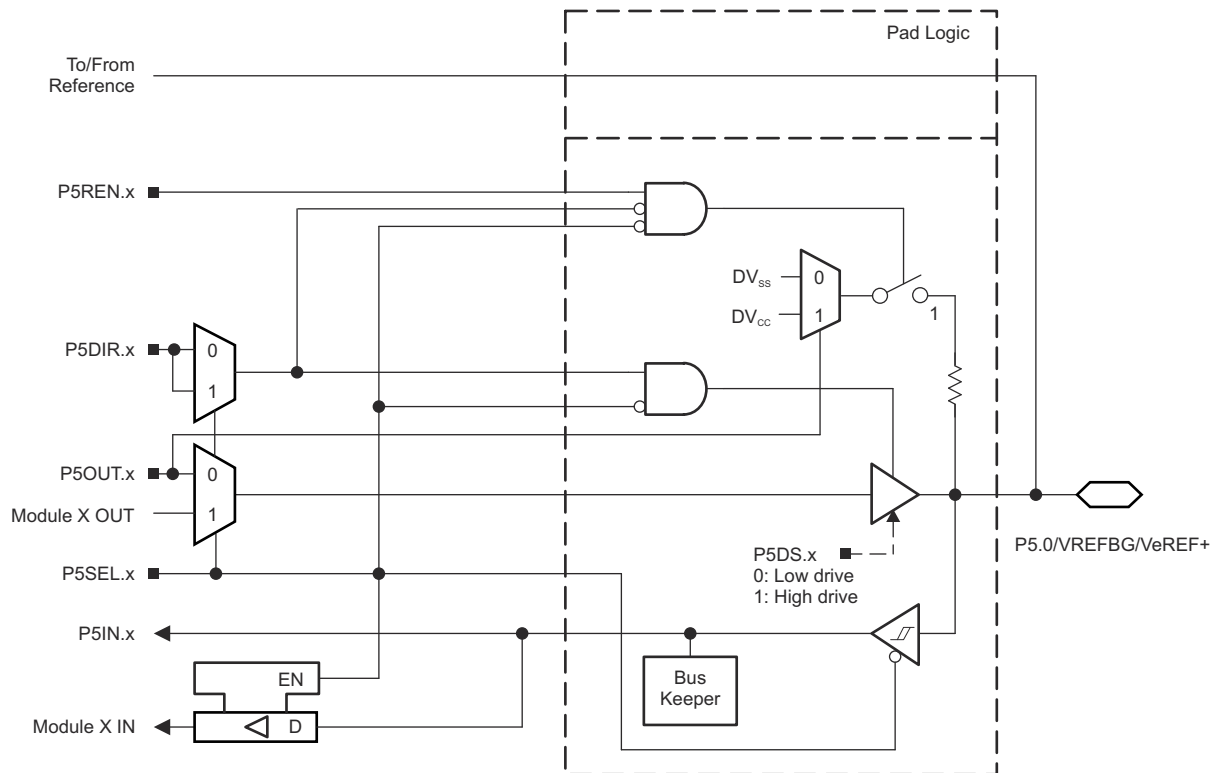 Pad Logic
To/From
Reference
P5REN.x
DVss
0
DVcc
1
1
P5DIR.x
0
1
P5OUT.x
0
Module X OUT
1
P5DS.x
0: Low drive
1: High drive
P5.0/VREFBG/VeREF+
P5SEL.x
P5IN.x
Bus
Keeper
EN
Module X IN
D